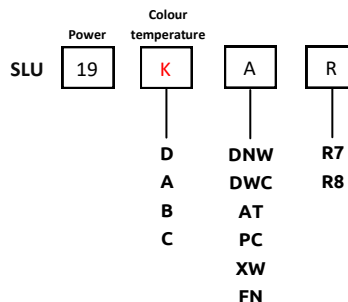 Colour
Power temperature
SLU 19 K A R
D DNW R7
A DWC R8
B AT
C PC
XW
FN